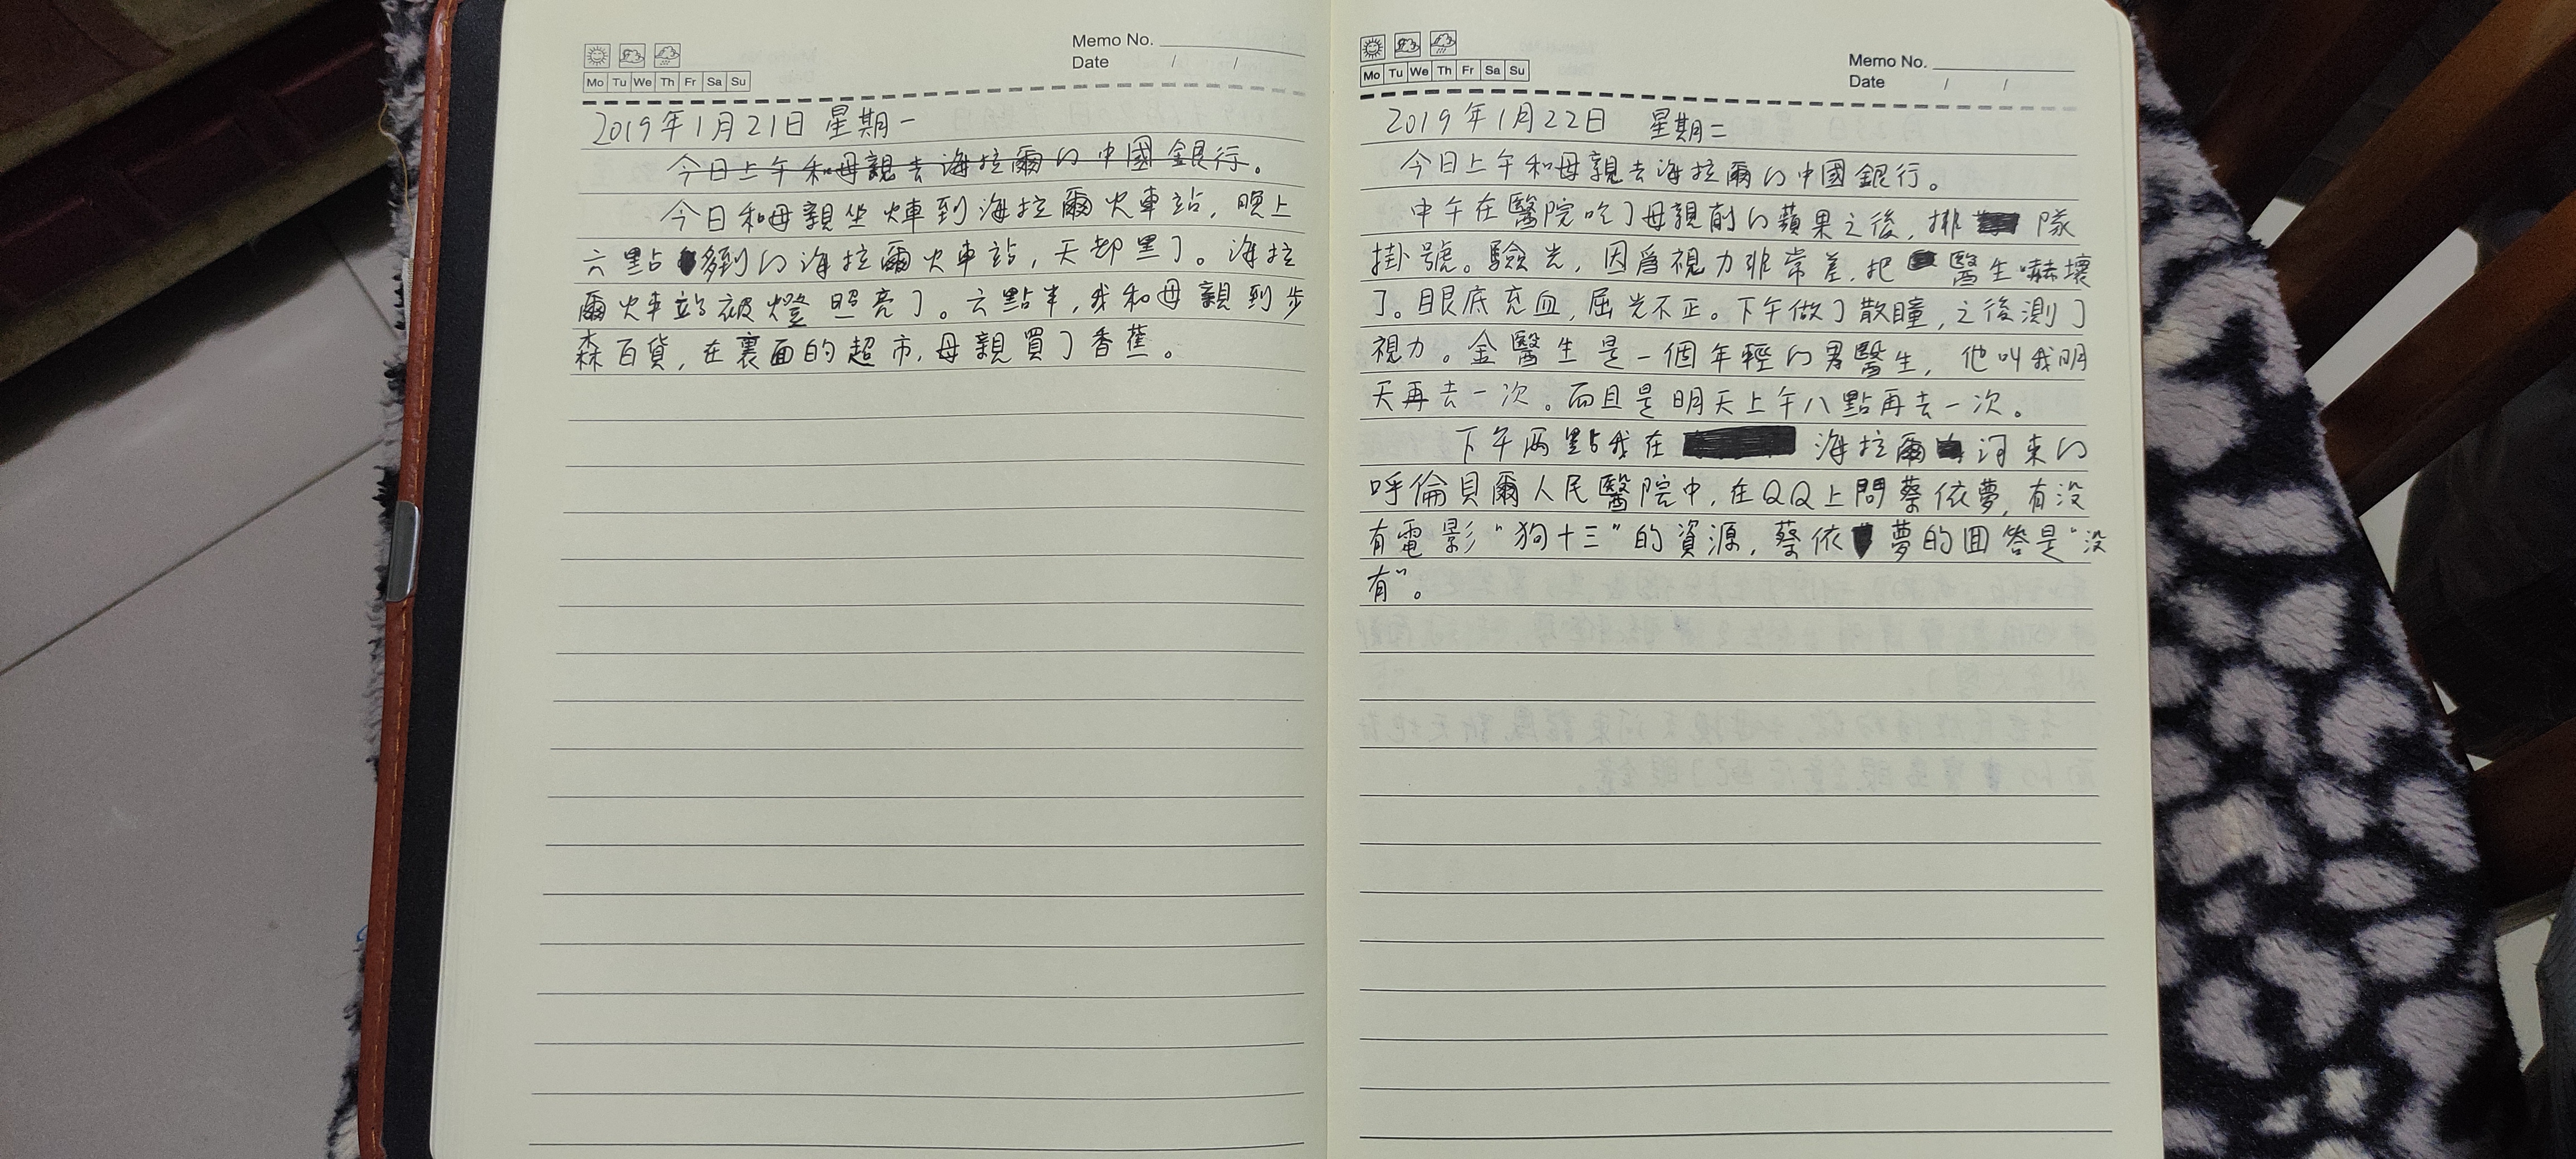 Memo No.
Date / /
Mo Tu We Th Fr Sa Su
2019年1月21日 星期一
今日上午和母親去海拉爾的中國銀行。
今日和母親坐火車到海拉爾火車站,晚上
六點多到的海拉爾火車站,天都黑了。海拉
爾火車站被燈照亮了。六點半,我和母親到步
森百貨,在裏面的超市,母親買了香蕉。
Memo No.
Date / /
Mo Tu We Th Fr Sa Su
2019年1月22日 星期二
今日上午和母親去海拉爾的中國銀行。
中午在醫院吃了母親削的蘋果之後,排隊
掛號。驗光,因爲視力非常差,把醫生嚇壞
了。眼底充血,屈光不正。下午做了散瞳,之後測了
視力。金醫生是一個年輕的男醫生,他叫我明
天再去一次。而且是明天上午八點再去一次。
下午两點我在海拉爾河東的
呼倫貝爾人民醫院中,在QQ上問蔡依夢,有没
有電影“狗十三”的資源,蔡依夢的回答是“没
有”。